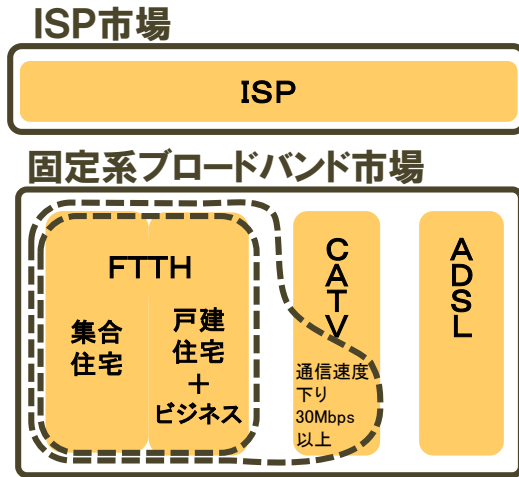 ISP市場
ISP
固定系ブロードバンド市場
FTTH
集合
住宅
戸建
住宅
＋
ビジネス
CATV
通信速度
下り
30Mbps
以上
ADSL